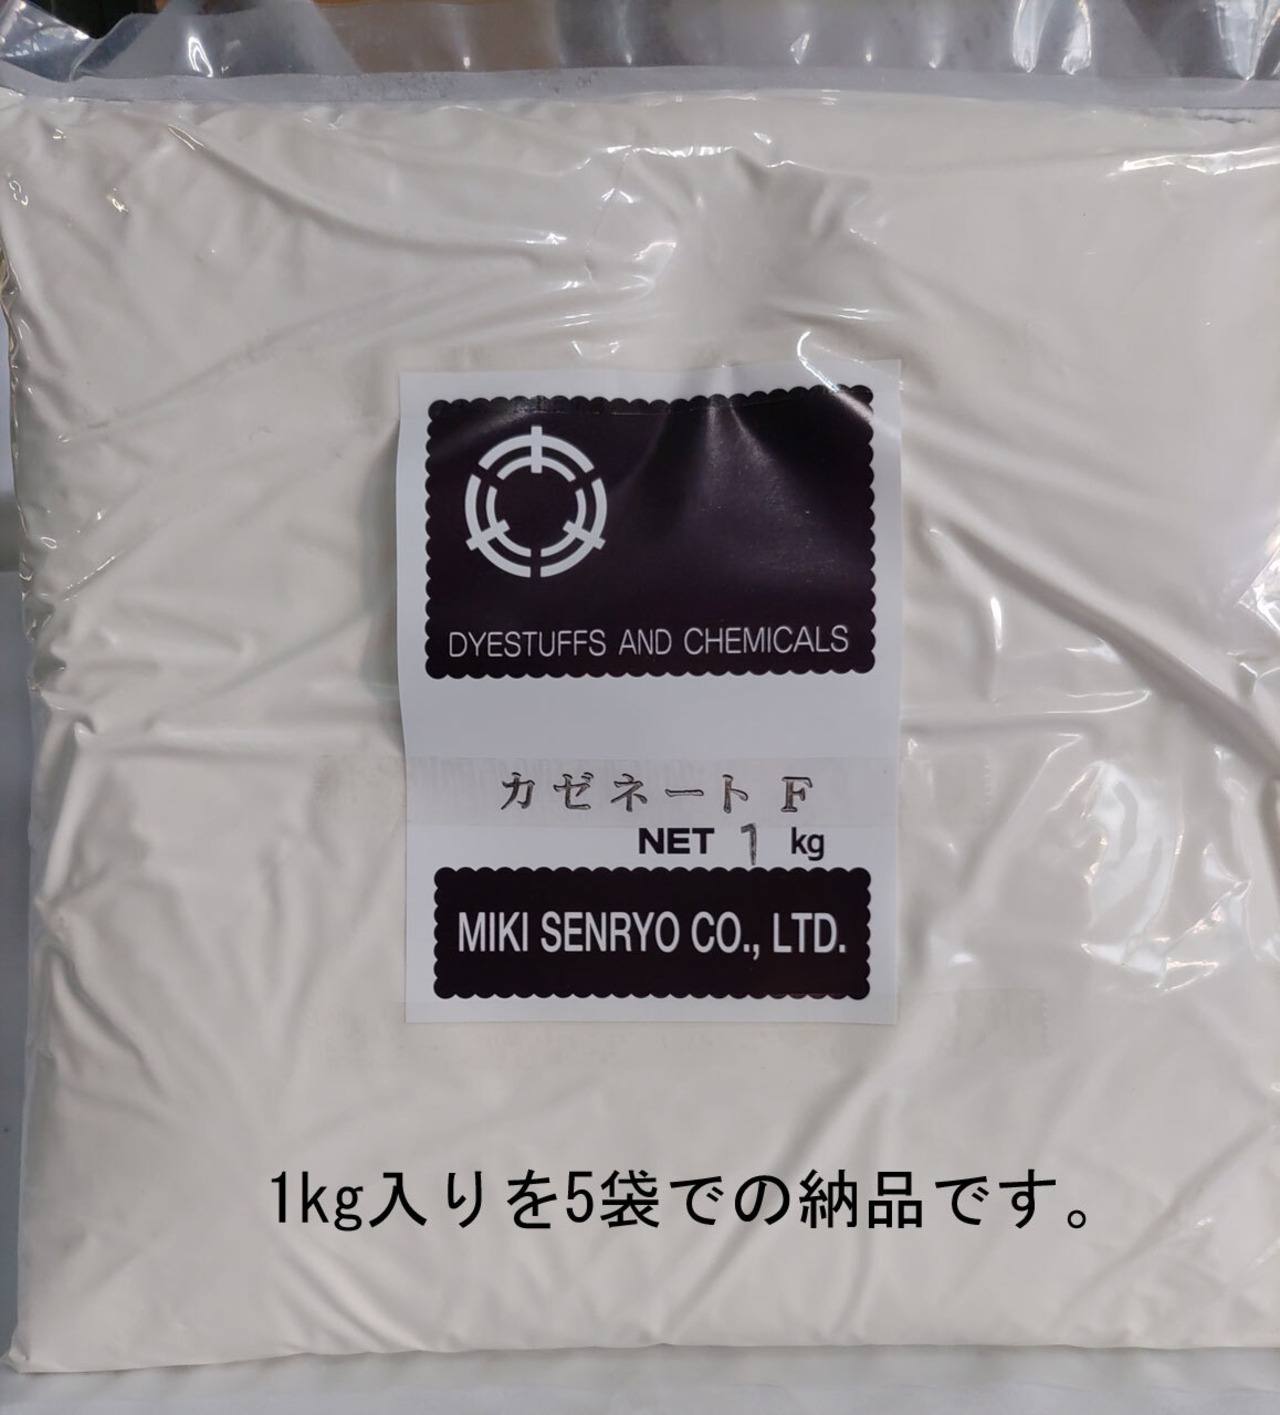 DYESTUFFS AND CHEMICALS
カゼネートF
NET 1 kg
MIKI SENRYO CO., LTD.
1kg入りを5袋での納品です。